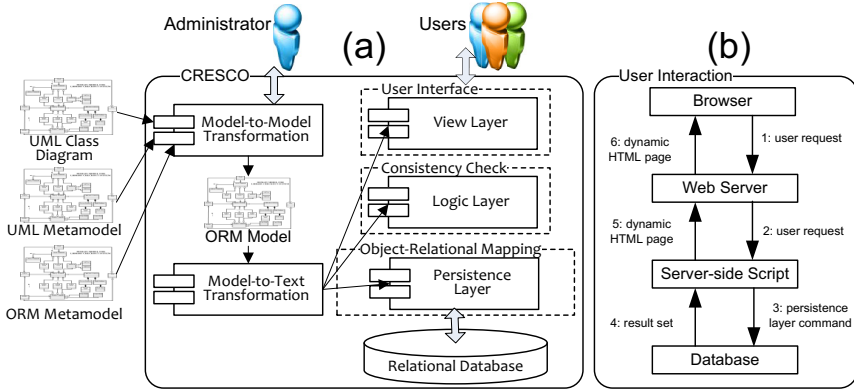 Administrator
(a)
Users
(b)
CRESCO
User Interaction
User Interface
Model-to-Model
Transformation
View Layer
Browser
UML Class
Diagram
6: dynamic
HTML page
1: user request
Consistency Check
Logic Layer
Web Server
UML Metamodel
ORM Model
5: dynamic
HTML page
2: user request
Object-Relational Mapping
Model-to-Text
Transformation
Persistence
Layer
Server-side Script
ORM Metamodel
4: result set
3: persistence
layer command
Relational Database
Database